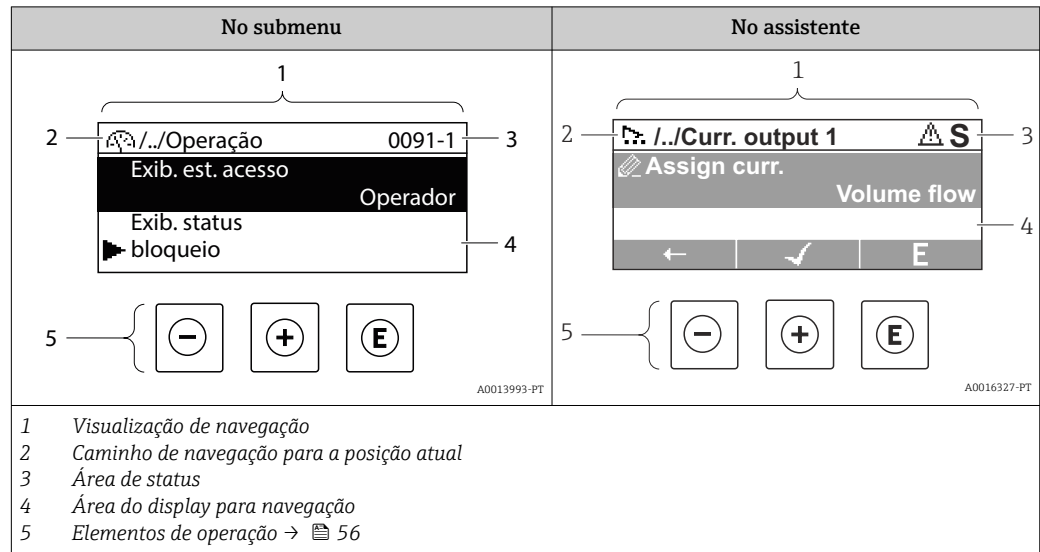 No submenu
1
2
/../Operação 0091-1
3
Exib. est. acesso
Operador
Exib. status
bloqueio
4
5
- + E
A0013993-PT
No assistente
1
2
/../Curr. output 1 S
3
Assign curr.
Volume flow
4
← ✓ E
5
- + E
A0016327-PT
1 Visualização de navegação
2 Caminho de navegação para a posição atual
3 Área de status
4 Área do display para navegação
5 Elementos de operação → 56